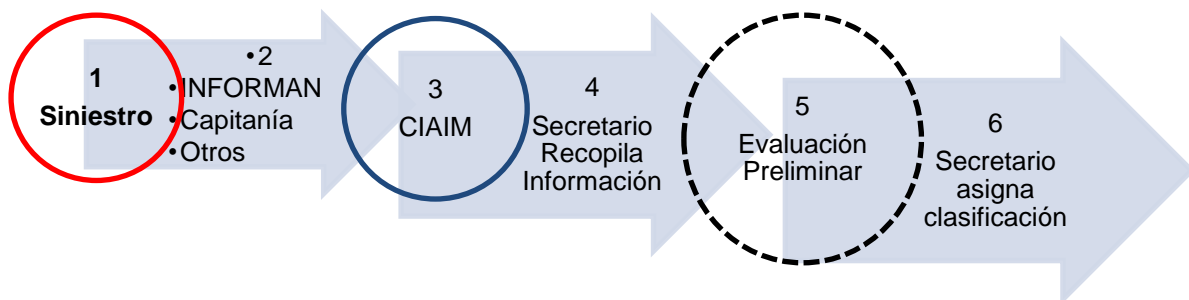 1
Siniestro
•2
•INFORMAN
•Capitanía
•Otros
3
CIAIM
4
Secretario
Recopila
Información
5
Evaluación
Preliminar
6
Secretario
asigna
clasificación